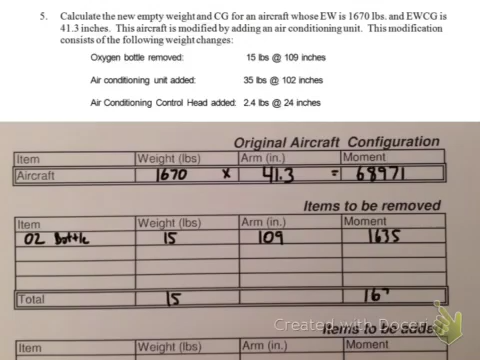 5. Calculate the new empty weight and CG for an aircraft whose EW is 1670 lbs. and EWCG is
41.3 inches. This aircraft is modified by adding an air conditioning unit. This modification
consists of the following weight changes:
Oxygen bottle removed: 15 lbs @ 109 inches
Air conditioning unit added: 35 lbs @ 102 inches
Air Conditioning Control Head added: 2.4 lbs @ 24 inches
Original Aircraft Configuration
Item Weight (lbs) Arm (in.) Moment
Aircraft 1670 x 41.3 = 68971
Items to be removed
Item Weight (lbs) Arm (in.) Moment
O2 Bottle 15 109 1635
Total 15 16
Created with Doceri
Items to be added
Item Weight (lbs) Arm (in.) Moment